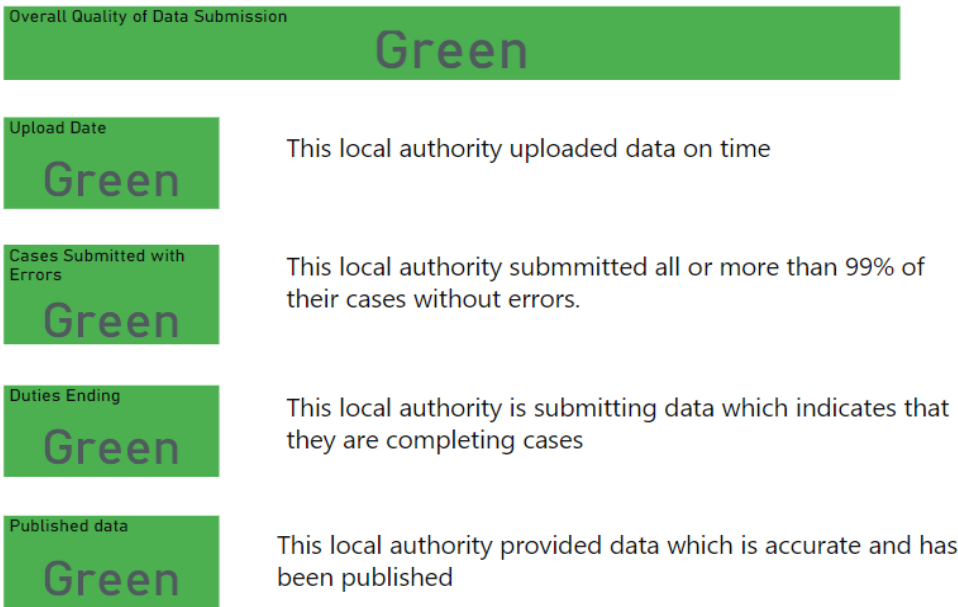 Overall Quality of Data Submission
Green
Upload Date
Green
This local authority uploaded data on time
Cases Submitted with
Errors
Green
This local authority submmitted all or more than 99% of
their cases without errors.
Duties Ending
Green
This local authority is submitting data which indicates that
they are completing cases
Published data
Green
This local authority provided data which is accurate and has
been published